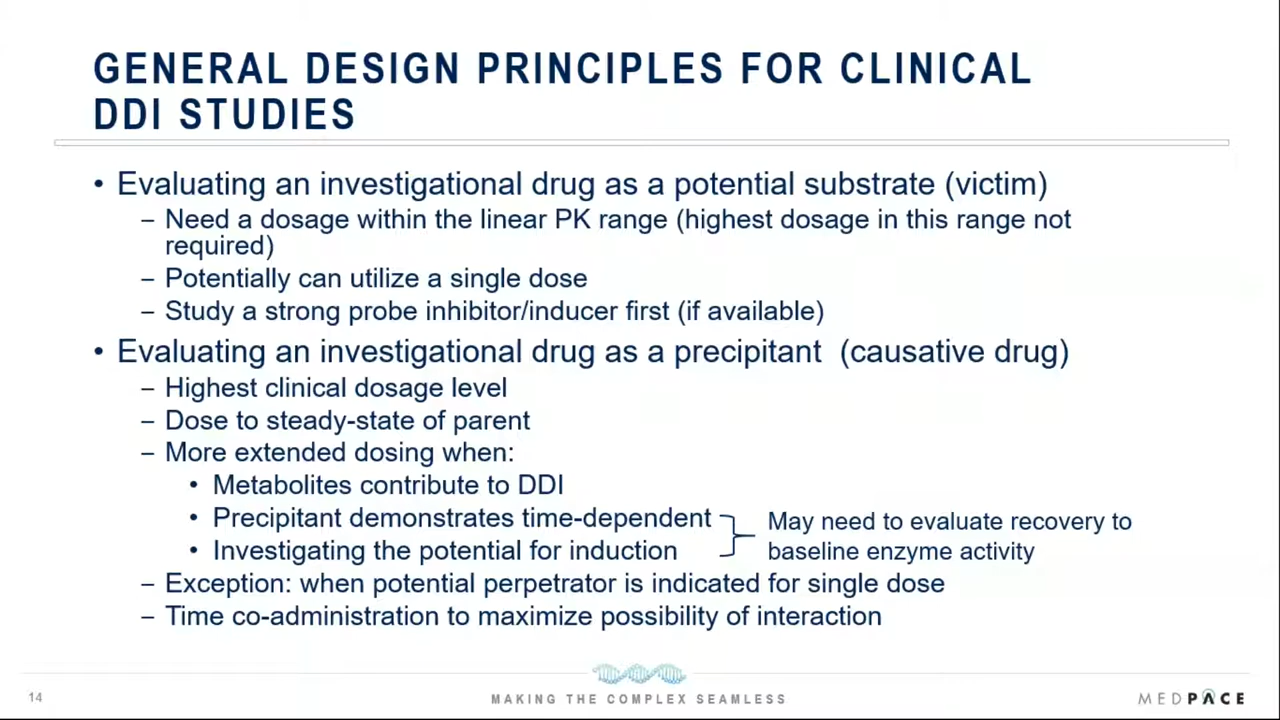 GENERAL DESIGN PRINCIPLES FOR CLINICAL
DDI STUDIES
• Evaluating an investigational drug as a potential substrate (victim)
– Need a dosage within the linear PK range (highest dosage in this range not
required)
– Potentially can utilize a single dose
– Study a strong probe inhibitor/inducer first (if available)
• Evaluating an investigational drug as a precipitant (causative drug)
– Highest clinical dosage level
– Dose to steady-state of parent
– More extended dosing when:
• Metabolites contribute to DDI
• Precipitant demonstrates time-dependent
• Investigating the potential for induction
May need to evaluate recovery to
baseline enzyme activity
– Exception: when potential perpetrator is indicated for single dose
– Time co-administration to maximize possibility of interaction
14
MAKING THE COMPLEX SEAMLESS
MEDPACE